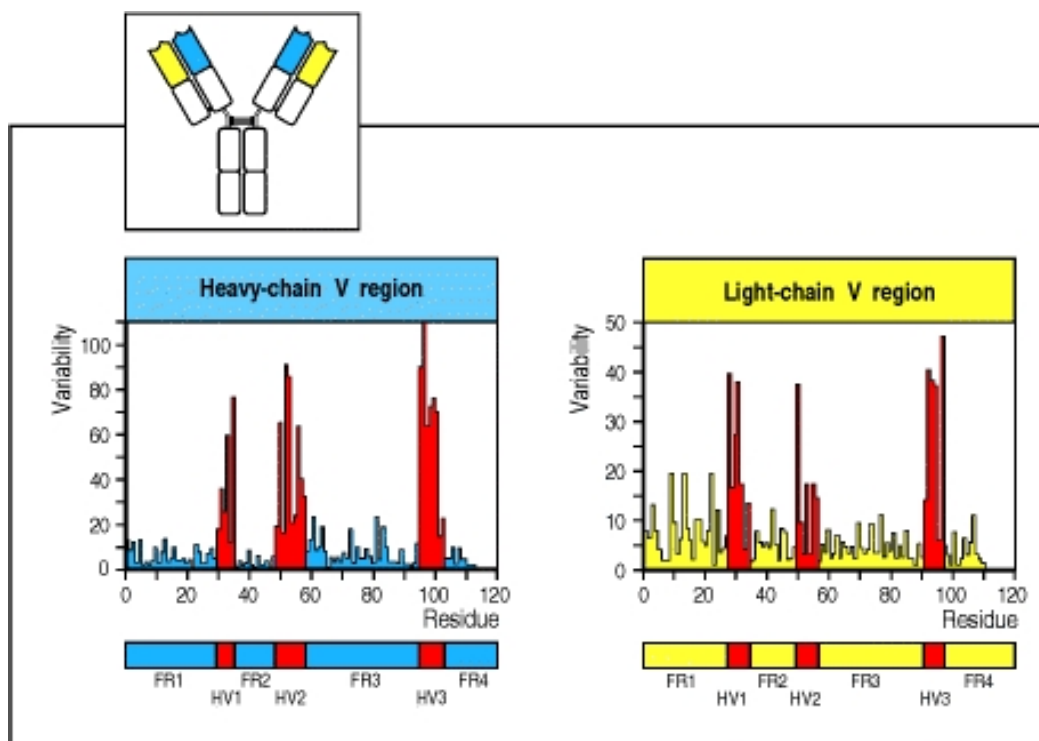 Heavy-chain V region
Variability
100
80
60
40
20
0
0 20 40 60 80 100 120
Residue
FR1 FR2 FR3 FR4
HV1 HV2 HV3
Light-chain V region
Variability
50
40
30
20
10
0
0 20 40 60 80 100 120
Residue
FR1 FR2 FR3 FR4
HV1 HV2 HV3